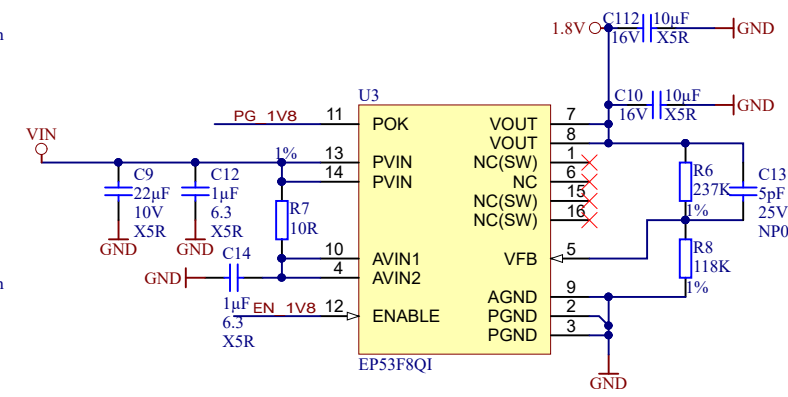 n
C112 10µF
1.8V
16V X5R
GND
C10 10µF
16V X5R
GND
U3
PG_1V8 11 POK
VOUT 7
VOUT 8
VIN
1%
13 PVIN
14 PVIN
NC(SW) 1
NC 6
NC(SW) 15
NC(SW) 16
C9
22µF
10V
X5R
GND
C12
1µF
6.3
X5R
GND
R7
10R
R6
237K
1%
C13
5pF
25V
NP0
C14
GND
1µF
6.3
X5R
10 AVIN1
4 AVIN2
VFB 5
R8
118K
1%
n
EN_1V8 12 ENABLE
AGND 9
PGND 2
PGND 3
EP53F8QI
GND